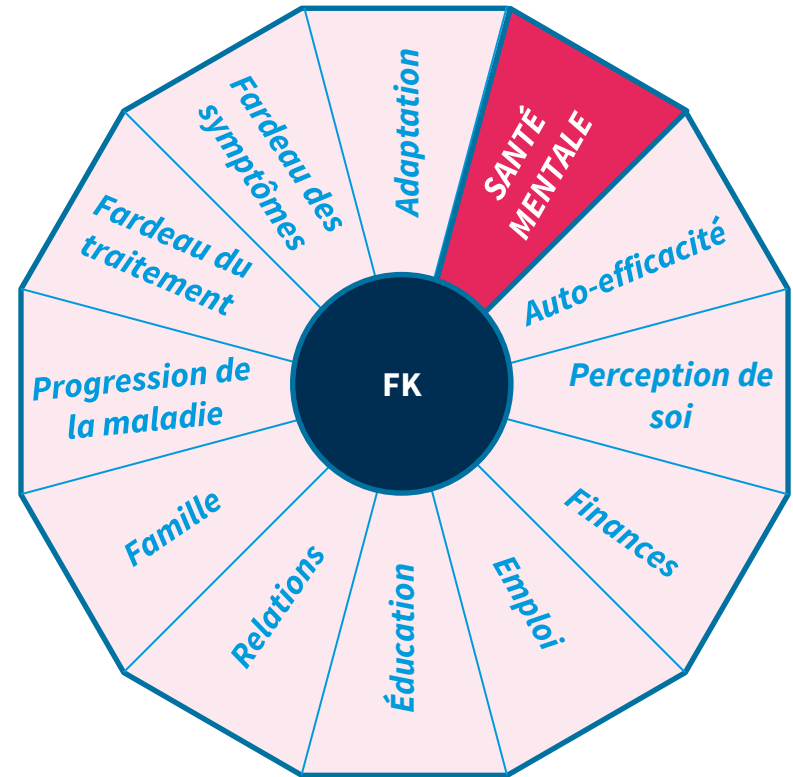 Adaptation
SANTÉ
MENTALE
Auto-efficacité
Perception de
soi
Finances
Emploi
Éducation
Relations
Famille
Progression de
la maladie
Fardeau du
traitement
Fardeau des
symptômes
FK